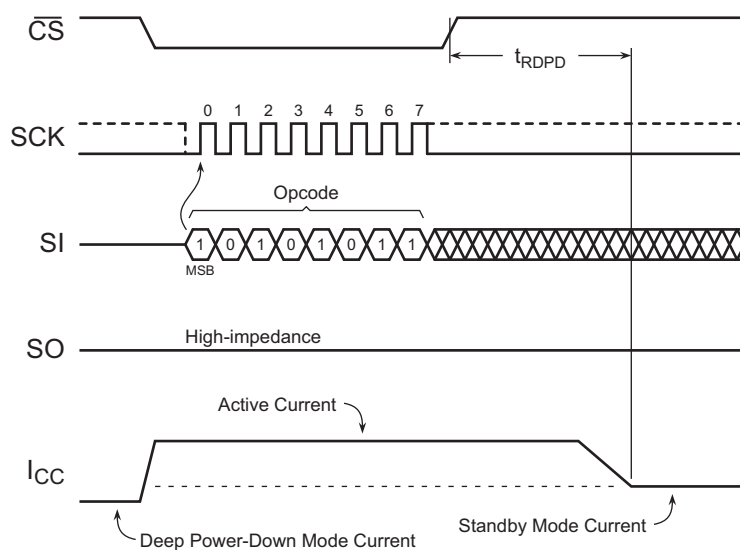 CS
tRDPD
0 1 2 3 4 5 6 7
SCK
Opcode
SI
1 0 1 0 1 0 1 1
MSB
High-impedance
SO
Active Current
ICC
Standby Mode Current
Deep Power-Down Mode Current